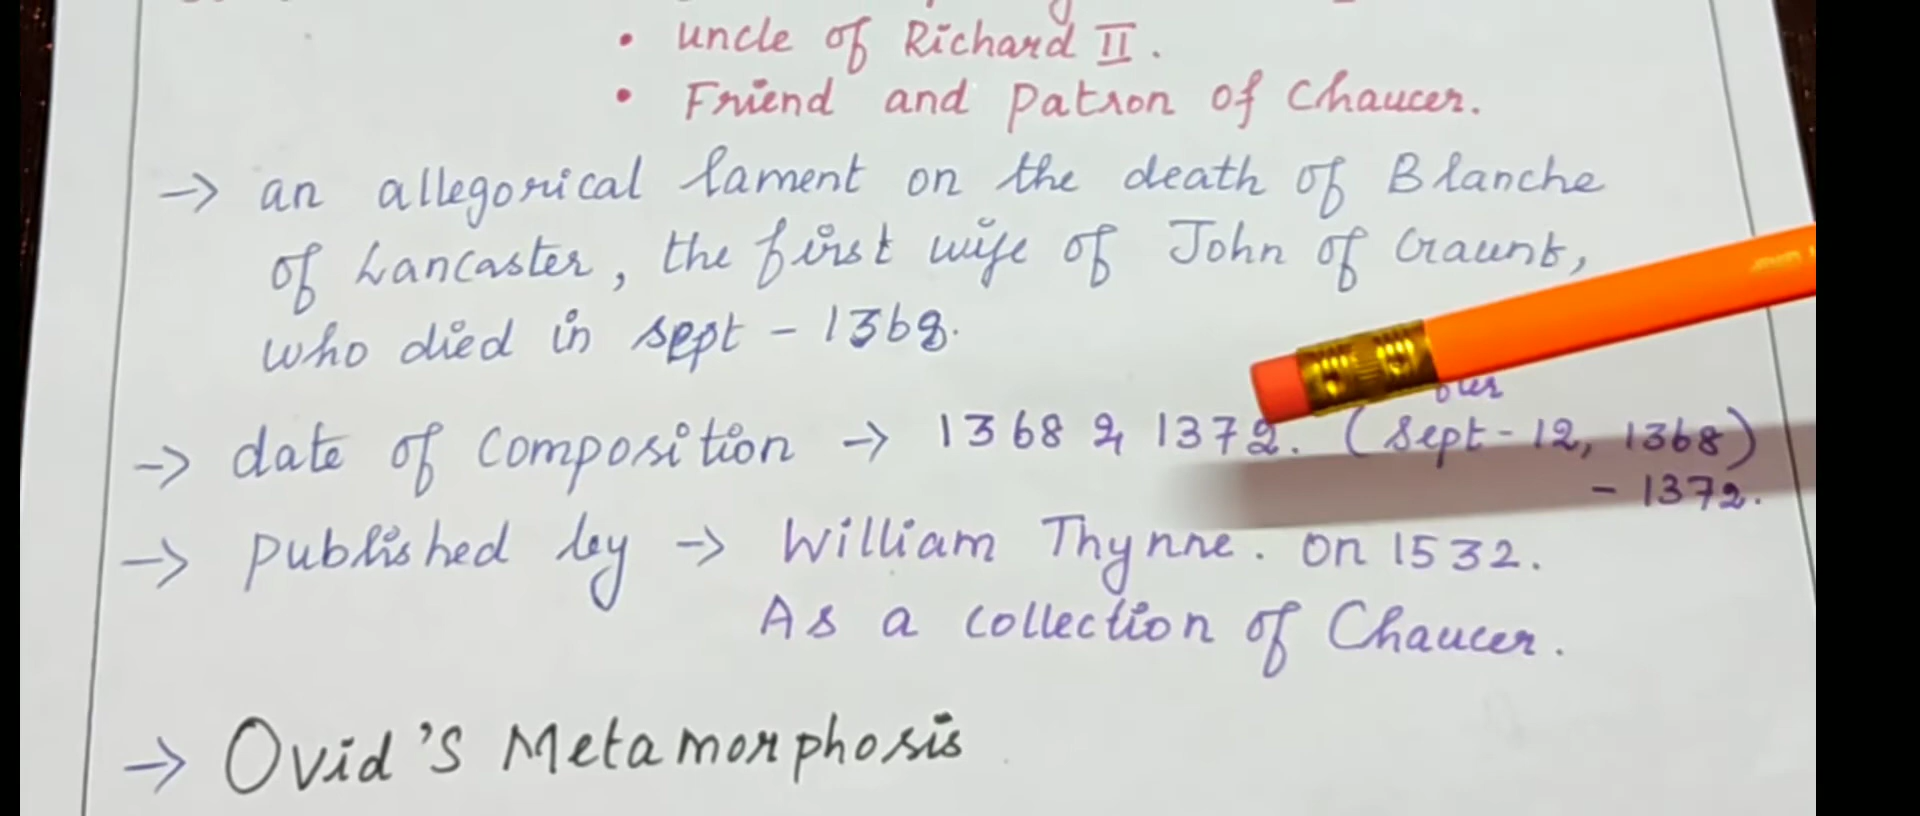 • uncle of Richard II.
• Friend and Patron of Chaucer.
→ an allegorical lament on the death of Blanche
of Lancaster, the first wife of John of Graunt,
who died in sept - 1368.
→ date of Composition → 1368 & 1372. (Sept - 12, 1368)
- 1372.
→ Published by → William Thynne. on 1532.
As a collection of Chaucer.
→ Ovid's Metamorphosis